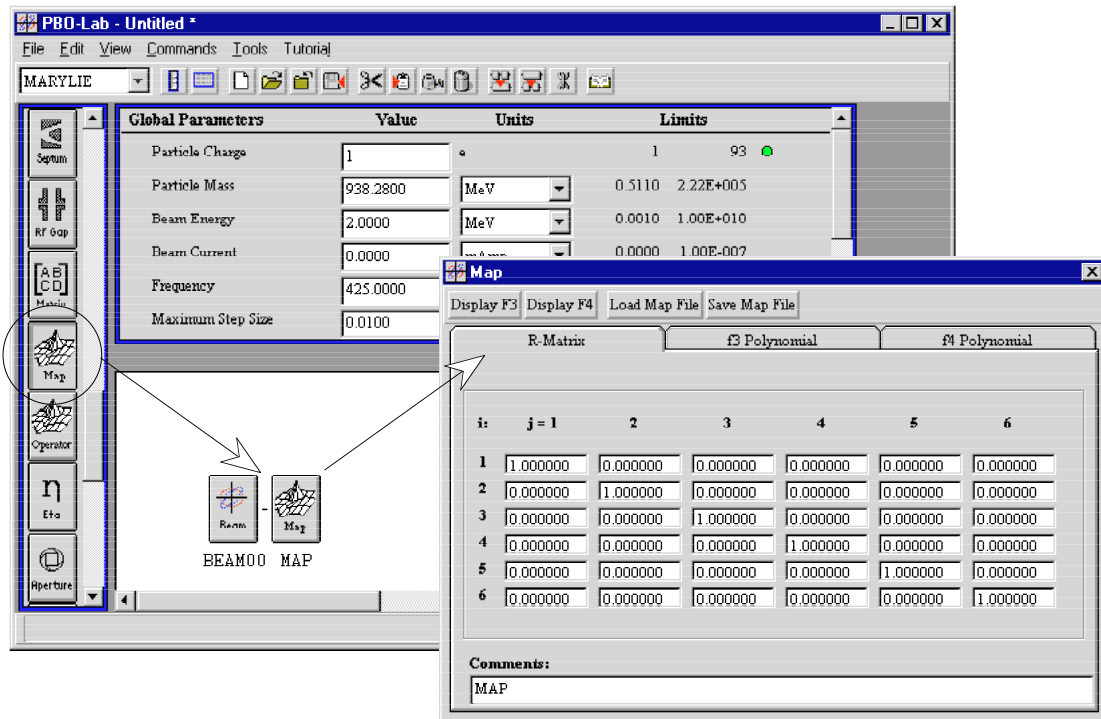 PBO-Lab - Untitled *
File Edit View Commands Tools Tutorial
MARYLIE
Global Parameters Value Units Limits
Particle Charge 1 e 1 93
Particle Mass 938.2800 MeV 0.5110 2.22E+005
Beam Energy 2.0000 MeV 0.0010 1.00E+010
Beam Current 0.0000 mAmp 0.0000 1.00E-007
Frequency 425.0000
Maximum Step Size 0.0100
Septum
Rf Gap
AB
CD
Matrix
Map
Operator
η
Eta
Aperture
Beam - Map
BEAM00 MAP
Map
Display F3 Display F4 Load Map File Save Map File
R-Matrix f3 Polynomial f4 Polynomial
i: j = 1 2 3 4 5 6
1 1.000000 0.000000 0.000000 0.000000 0.000000 0.000000
2 0.000000 1.000000 0.000000 0.000000 0.000000 0.000000
3 0.000000 0.000000 1.000000 0.000000 0.000000 0.000000
4 0.000000 0.000000 0.000000 1.000000 0.000000 0.000000
5 0.000000 0.000000 0.000000 0.000000 1.000000 0.000000
6 0.000000 0.000000 0.000000 0.000000 0.000000 1.000000
Comments:
MAP